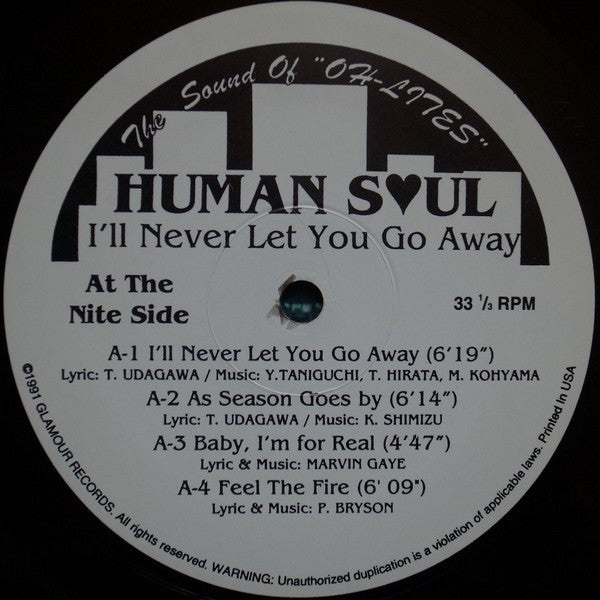 The Sound Of "OH-LITES"
HUMAN S♥UL
I'll Never Let You Go Away
At The
Nite Side
33 1/3 RPM
A-1 I'll Never Let You Go Away (6'19")
Lyric: T. UDAGAWA / Music: Y.TANIGUCHI, T. HIRATA, M. KOHYAMA
A-2 As Season Goes by (6'14")
Lyric: T. UDAGAWA / Music: K. SHIMIZU
A-3 Baby, I'm for Real (4'47")
Lyric & Music: MARVIN GAYE
A-4 Feel The Fire (6' 09")
Lyric & Music: P. BRYSON
©1991 GLAMOUR RECORDS. All rights reserved. WARNING: Unauthorized duplication is a violation of applicable laws. Printed In USA